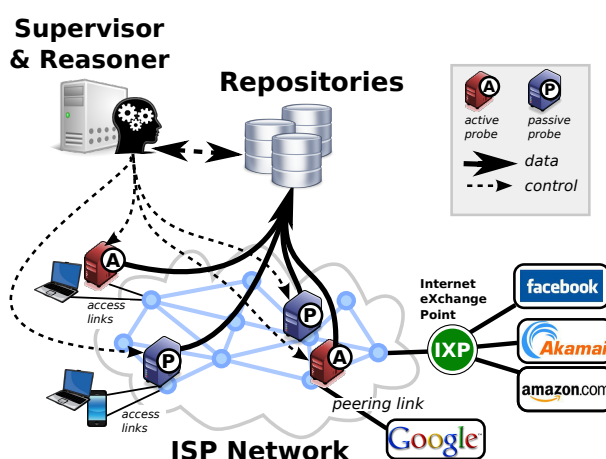 Supervisor
& Reasoner
Repositories
A
P
active
probe
passive
probe
data
control
A
access
links
P
P
A
access
links
Internet
eXchange
Point
IXP
facebook
Akamai
amazon.com
peering link
Google™
ISP Network